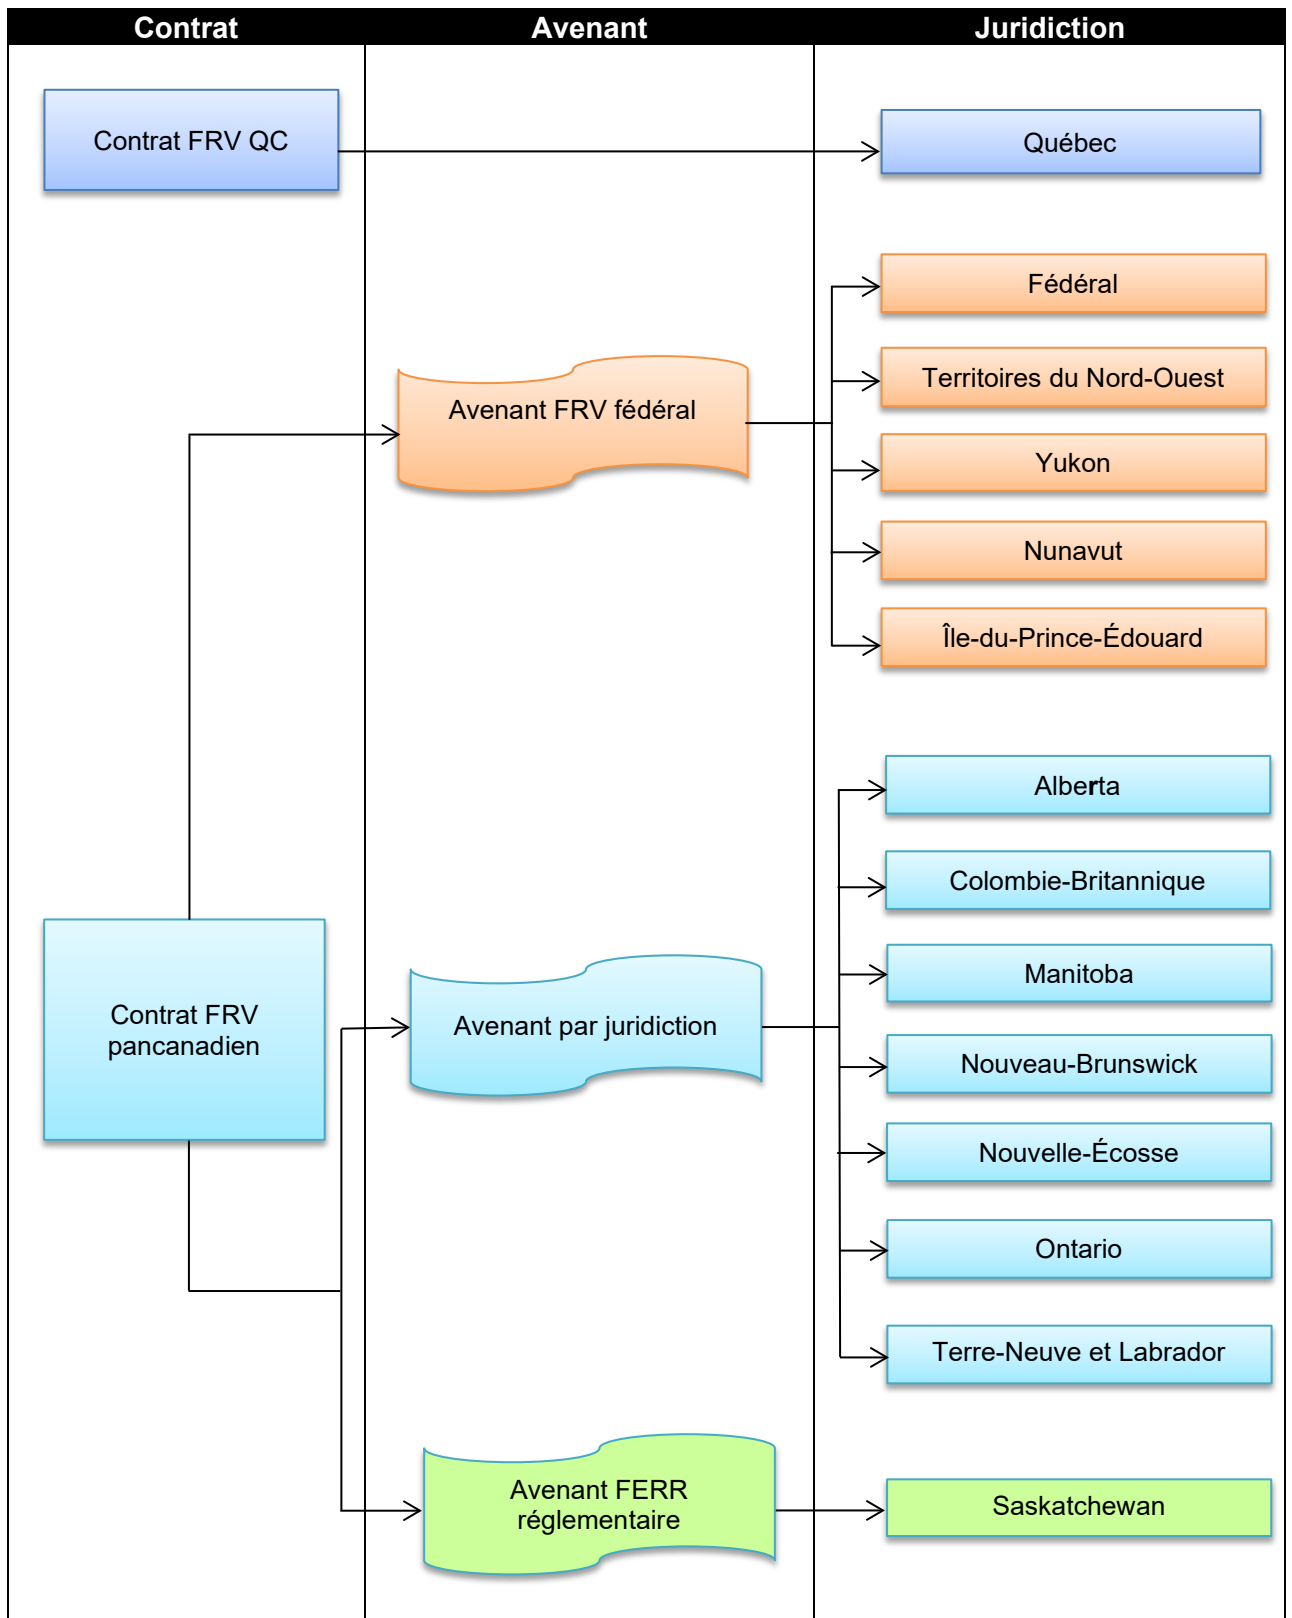 Contrat
Avenant
Juridiction
Contrat FRV QC
Québec
Fédéral
Territoires du Nord-Ouest
Avenant FRV fédéral
Yukon
Nunavut
Île-du-Prince-Édouard
Alberta
Colombie-Britannique
Manitoba
Contrat FRV
pancanadien
Avenant par juridiction
Nouveau-Brunswick
Nouvelle-Écosse
Ontario
Terre-Neuve et Labrador
Avenant FERR
réglementaire
Saskatchewan